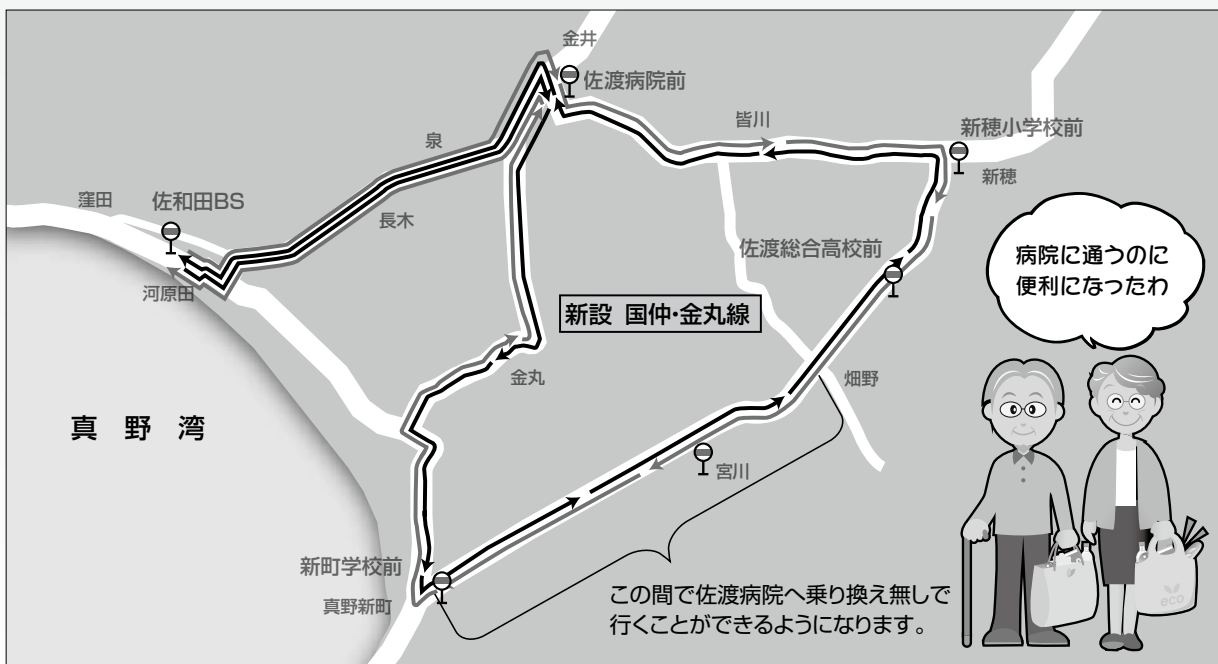 金井
佐渡病院前
皆川
新穂小学校前
新穂
泉
長木
窪田
佐和田BS
河原田
佐渡総合高校前
病院に通うのに
便利になったわ
新設 国仲・金丸線
金丸
畑野
真野湾
宮川
新町学校前
真野新町
この間で佐渡病院へ乗り換え無しで
行くことができるようになります。
eco